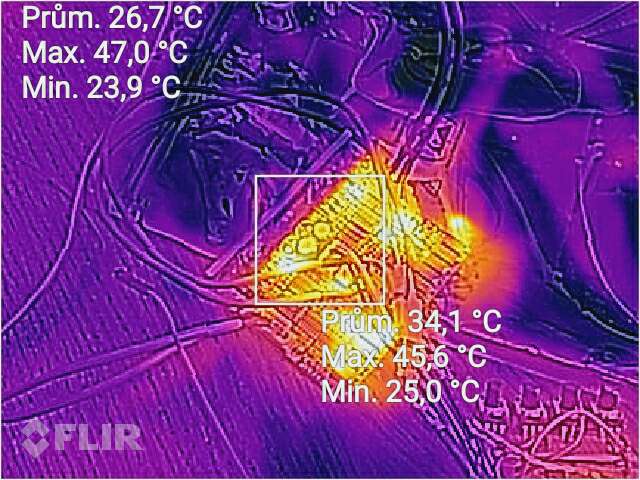 Prům. 26,7 °C
Max. 47,0 °C
Min. 23,9 °C
Prům. 34,1 °C
Max. 45,6 °C
Min. 25,0 °C
FLIR